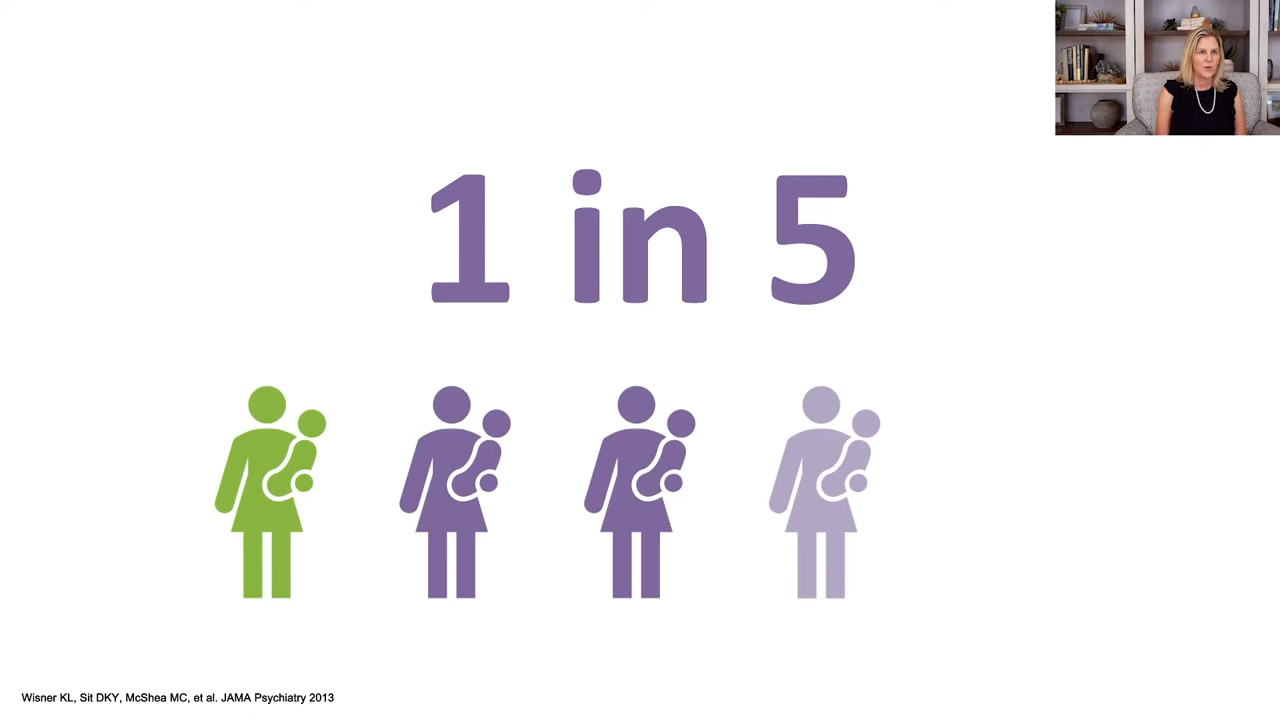 1 in 5
Wisner KL, Sit DKY, McShea MC, et al. JAMA Psychiatry 2013